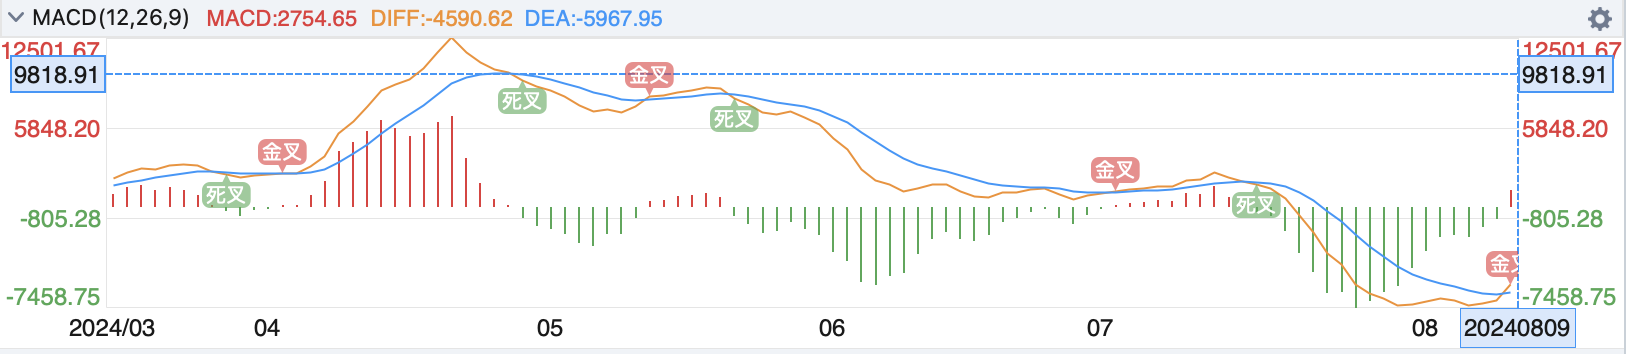 MACD(12,26,9) MACD:2754.65 DIFF:-4590.62 DEA:-5967.95
12501.67 12501.67
9818.91 9818.91
金叉
死叉
死叉
5848.20 5848.20
金叉
金叉
死叉
死叉
-805.28 -805.28
金叉
-7458.75 -7458.75
2024/03 04 05 06 07 08 20240809